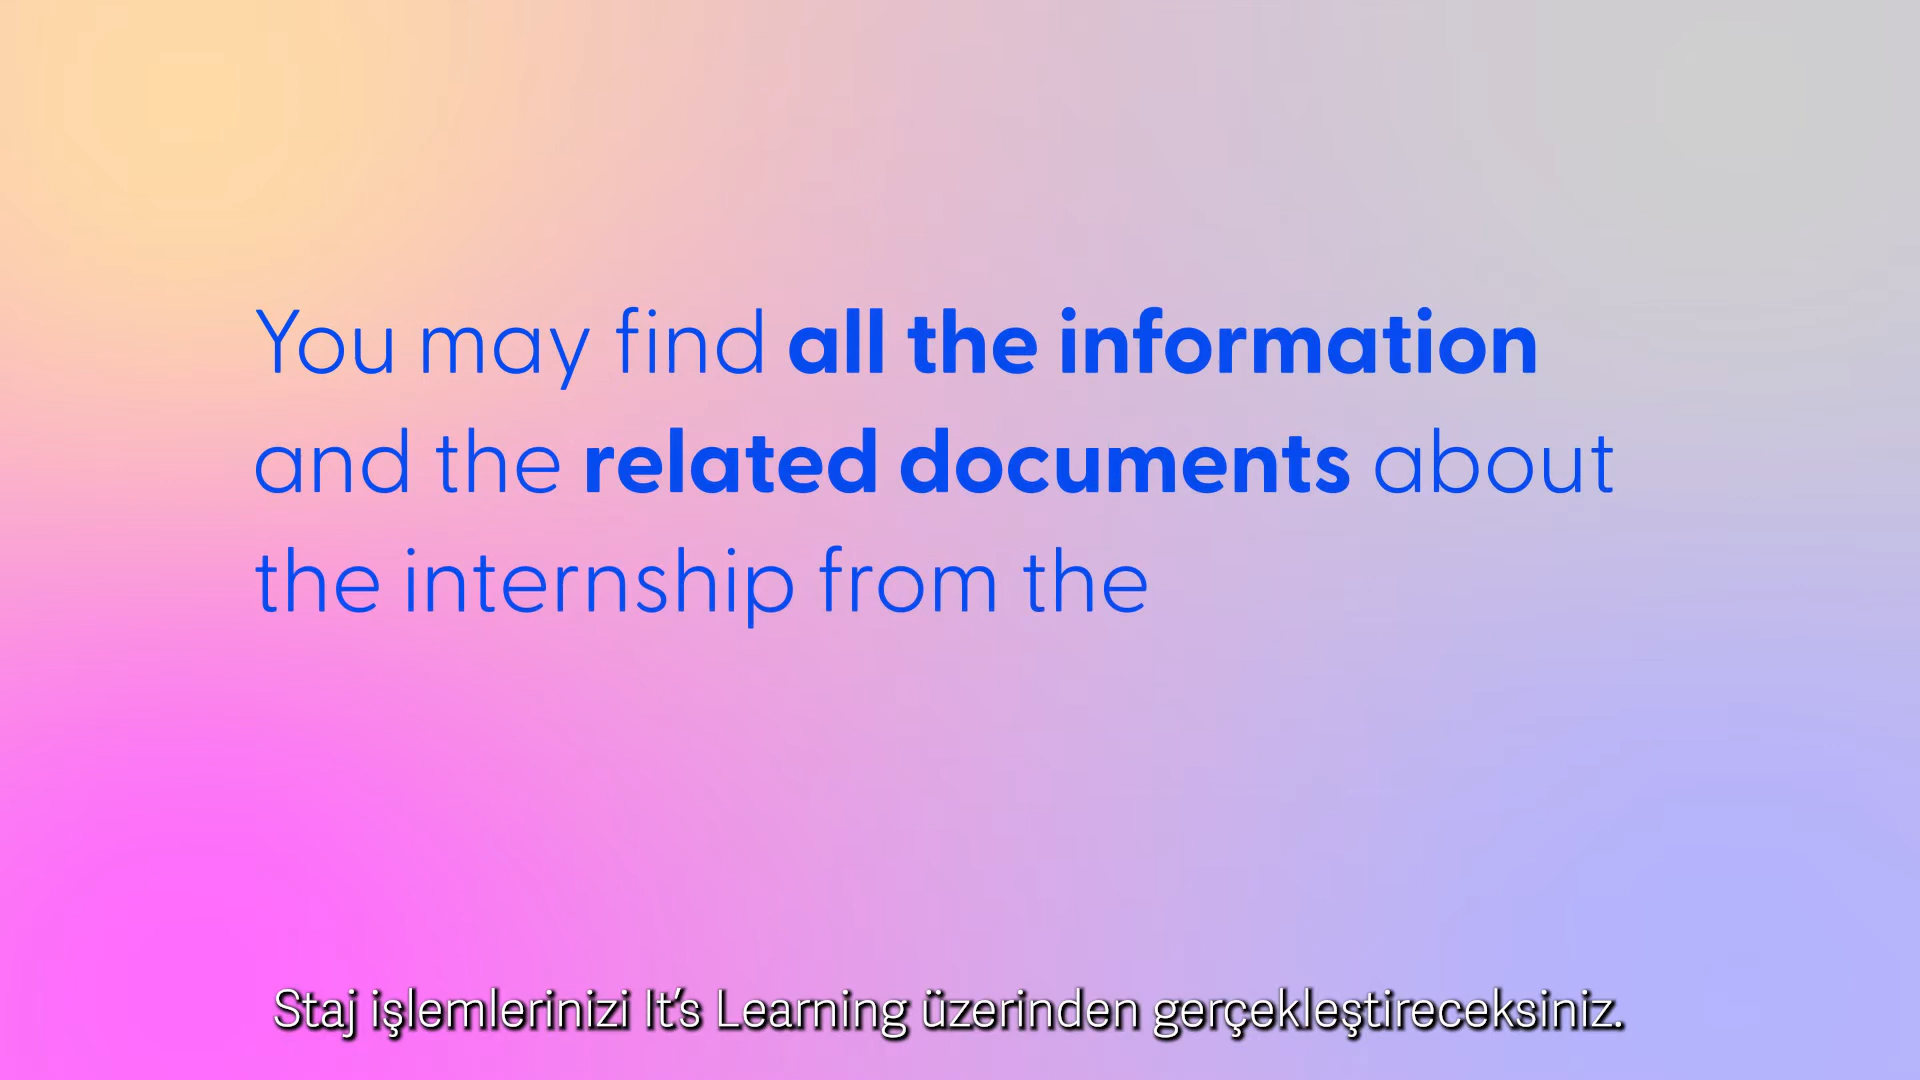 You may find all the information
and the related documents about
the internship from the
Staj işlemlerinizi It's Learning üzerinden gerçekleştireceksiniz.